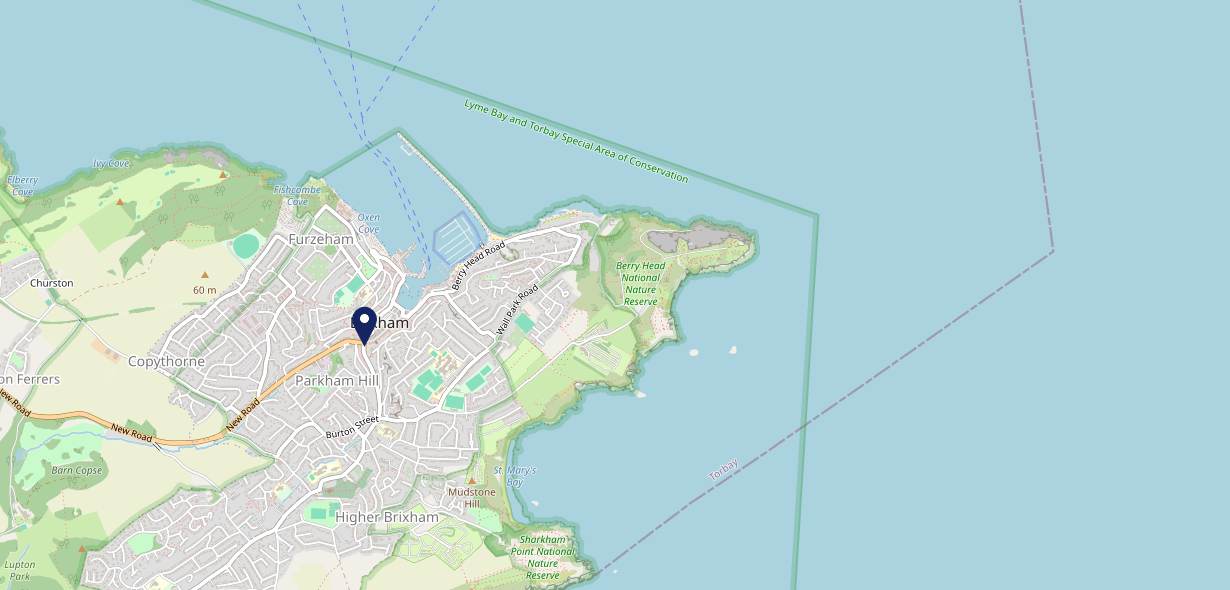 Lyme Bay and Torbay Special Area of Conservation
Ivy Cove
Elberry
Cove
Fishcombe
Cove
Oxen
Cove
Furzeham
Berry Head Road
Berry Head
National
Nature
Reserve
Churston
60 m
Wall Park Road
Copythorne
on Ferrers
Parkham Hill
New Road
New Road
New Road
Burton Street
Barn Copse
St. Mary's
Bay
Torbay
Mudstone
Hill
Higher Brixham
Sharkham
Point National
Nature
Reserve
Lupton
Park